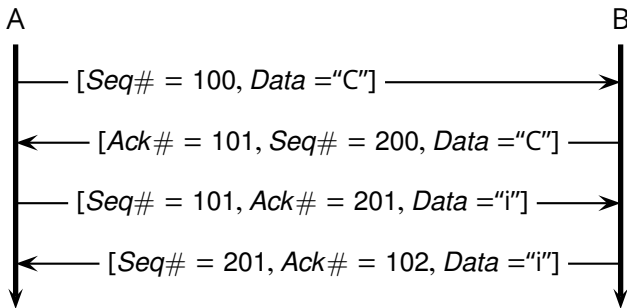 A B
[Seq# = 100, Data =“C”]
[Ack# = 101, Seq# = 200, Data =“C”]
[Seq# = 101, Ack# = 201, Data =“i”]
[Seq# = 201, Ack# = 102, Data =“i”]